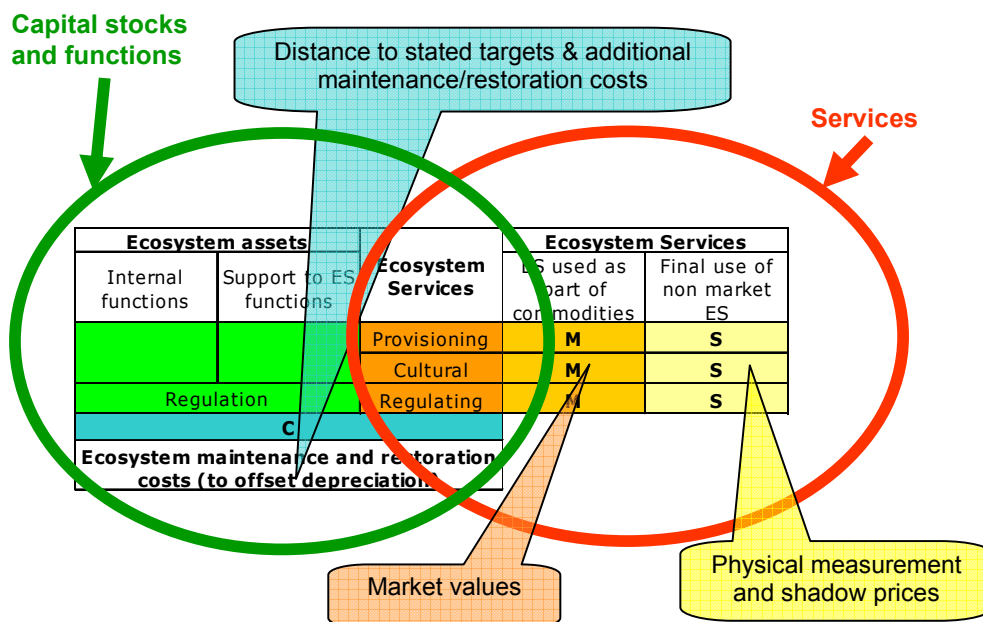 Capital stocks
and functions
Distance to stated targets & additional
maintenance/restoration costs
Services
Ecosystem assets
Ecosystem
Services
Ecosystem Services
Internal
functions
Support to ES
functions
ES used as
part of
commodities
Final use of
non market
ES
Provisioning
M
S
Cultural
M
S
Regulation
Regulating
M
S
C
Ecosystem maintenance and restoration
costs (to offset depreciation)
Market values
Physical measurement
and shadow prices